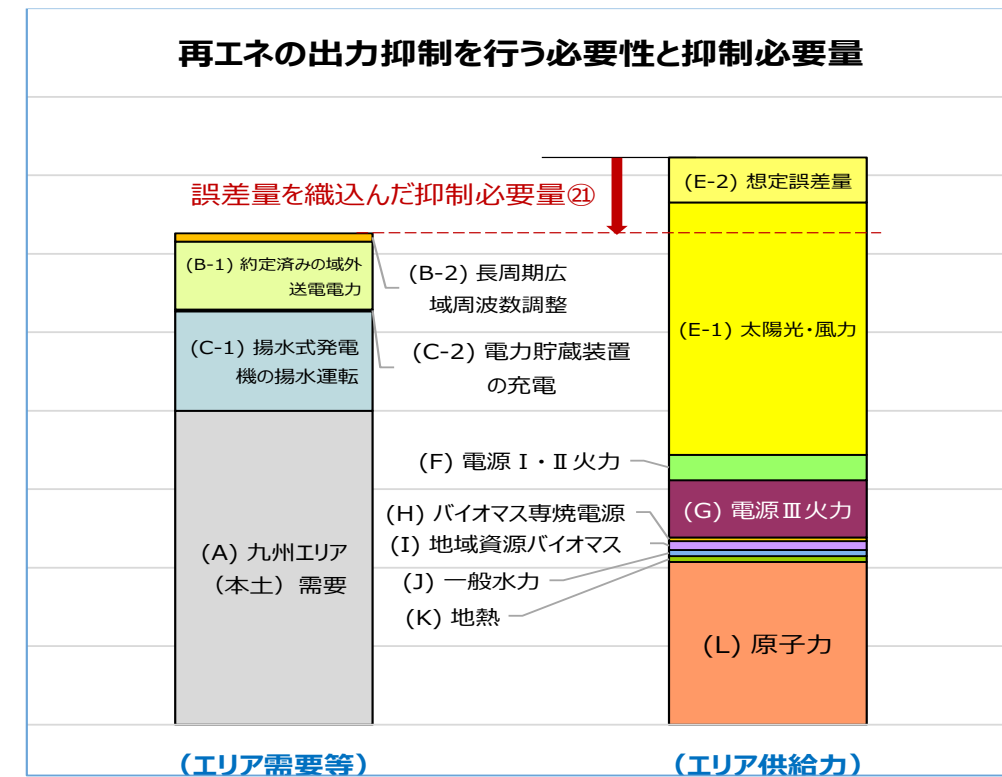 再エネの出力抑制を行う必要性と抑制必要量
誤差量を織込んだ抑制必要量㉑
(B-1) 約定済みの域外
送電電力
(B-2) 長周期広
域周波数調整
(C-1) 揚水式発電
機の揚水運転
(C-2) 電力貯蔵装置
の充電
(A) 九州エリア
（本土）需要
(E-2) 想定誤差量
(E-1) 太陽光・風力
(F) 電源Ⅰ・Ⅱ火力
(G) 電源Ⅲ火力
(H) バイオマス専焼電源
(I) 地域資源バイオマス
(J) 一般水力
(K) 地熱
(L) 原子力
（エリア需要等）
（エリア供給力）